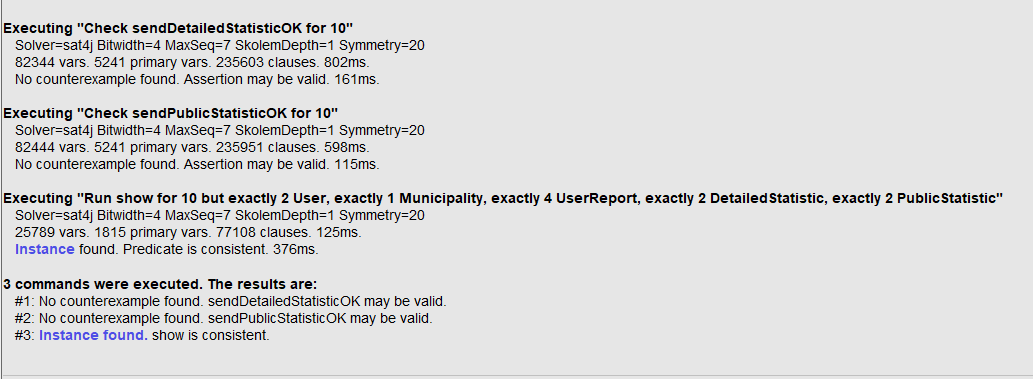 Executing "Check sendDetailedStatisticOK for 10"
Solver=sat4j Bitwidth=4 MaxSeq=7 SkolemDepth=1 Symmetry=20
82344 vars. 5241 primary vars. 235603 clauses. 802ms.
No counterexample found. Assertion may be valid. 161ms.
Executing "Check sendPublicStatisticOK for 10"
Solver=sat4j Bitwidth=4 MaxSeq=7 SkolemDepth=1 Symmetry=20
82444 vars. 5241 primary vars. 235951 clauses. 598ms.
No counterexample found. Assertion may be valid. 115ms.
Executing "Run show for 10 but exactly 2 User, exactly 1 Municipality, exactly 4 UserReport, exactly 2 DetailedStatistic, exactly 2 PublicStatistic"
Solver=sat4j Bitwidth=4 MaxSeq=7 SkolemDepth=1 Symmetry=20
25789 vars. 1815 primary vars. 77108 clauses. 125ms.
Instance found. Predicate is consistent. 376ms.
3 commands were executed. The results are:
#1: No counterexample found. sendDetailedStatisticOK may be valid.
#2: No counterexample found. sendPublicStatisticOK may be valid.
#3: Instance found. show is consistent.